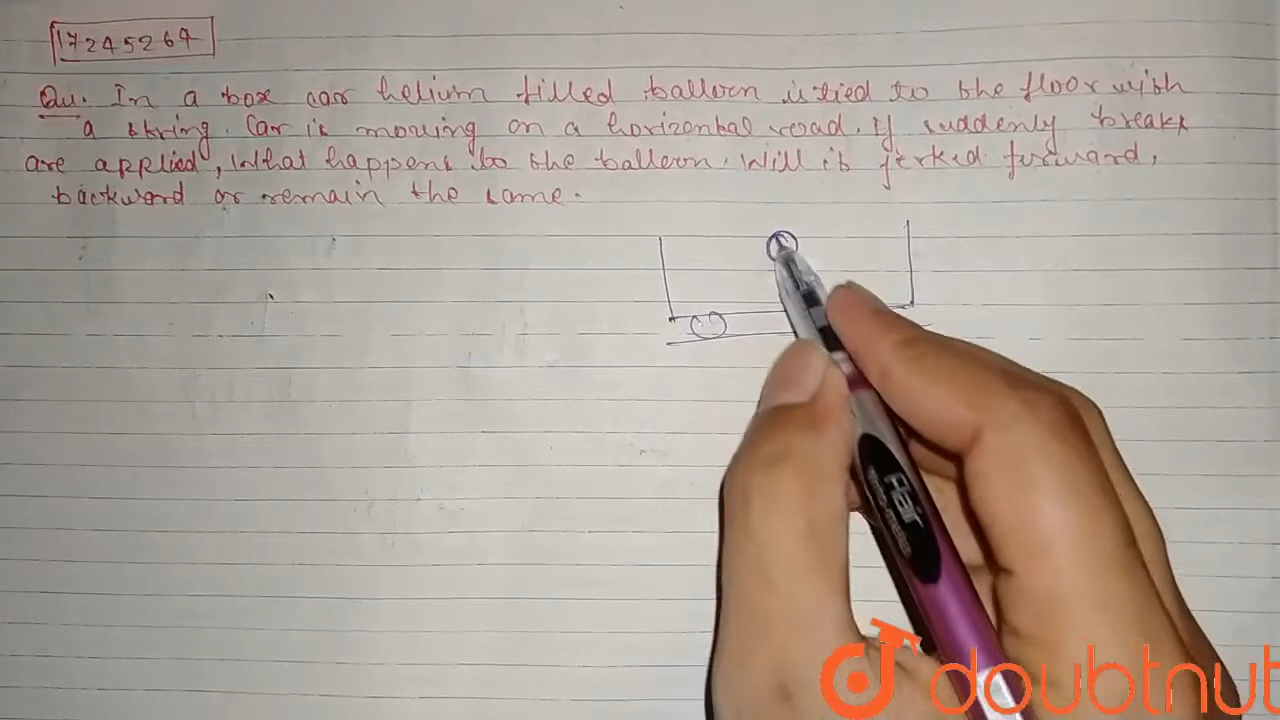 17245264
Qu. In a box car helium filled balloon is tied to the floor with
a string. Car is moving on a horizontal road. If suddenly breaks
are applied, What happens to the balloon. Will it jerked forward,
backward or remain the same.
Flair
doubtnut